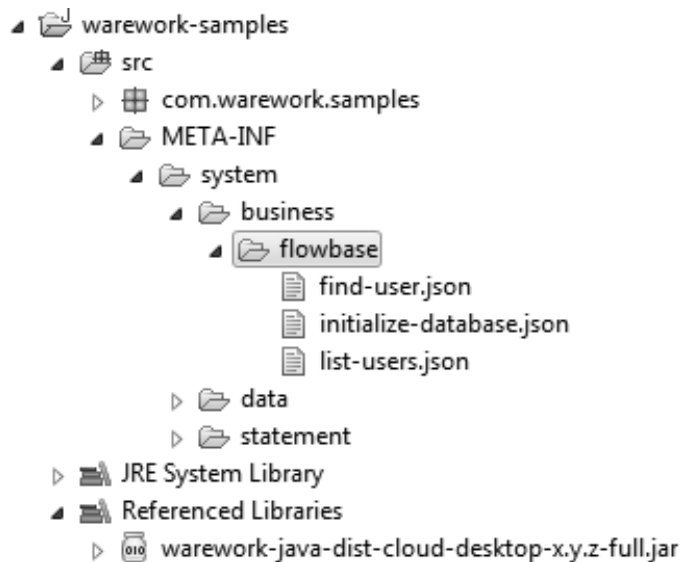 warework-samples
src
com.warework.samples
META-INF
system
business
flowbase
find-user.json
initialize-database.json
list-users.json
data
statement
JRE System Library
Referenced Libraries
warework-java-dist-cloud-desktop-x.y.z-full.jar